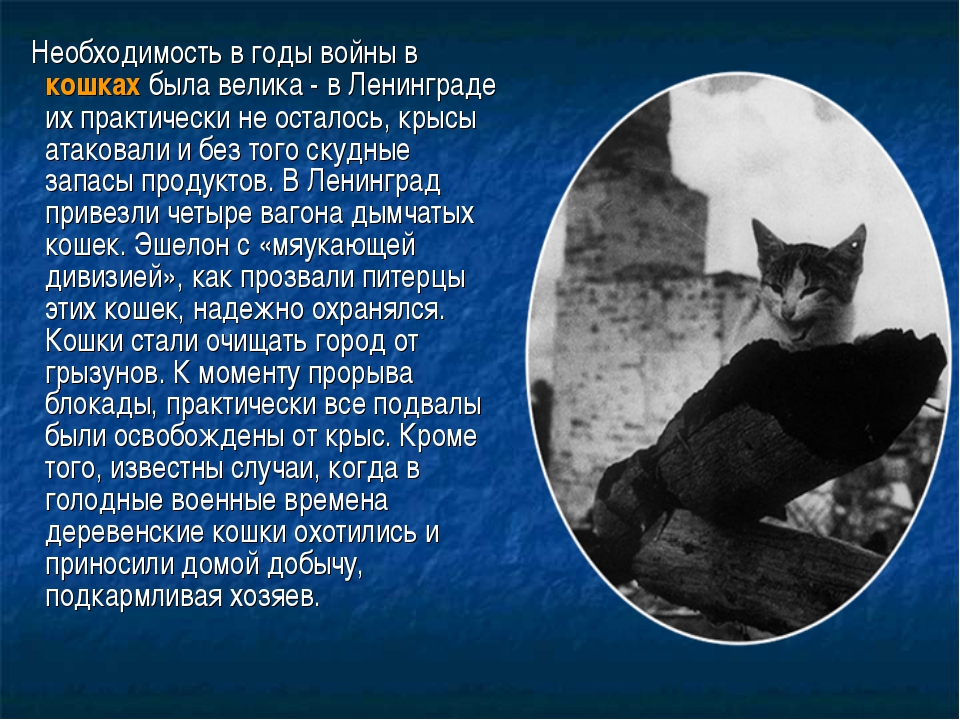 Необходимость в годы войны в
кошках была велика - в Ленинграде
их практически не осталось, крысы
атаковали и без того скудные
запасы продуктов. В Ленинград
привезли четыре вагона дымчатых
кошек. Эшелон с «мяукающей
дивизией», как прозвали питерцы
этих кошек, надежно охранялся.
Кошки стали очищать город от
грызунов. К моменту прорыва
блокады, практически все подвалы
были освобождены от крыс. Кроме
того, известны случаи, когда в
голодные военные времена
деревенские кошки охотились и
приносили домой добычу,
подкармливая хозяев.